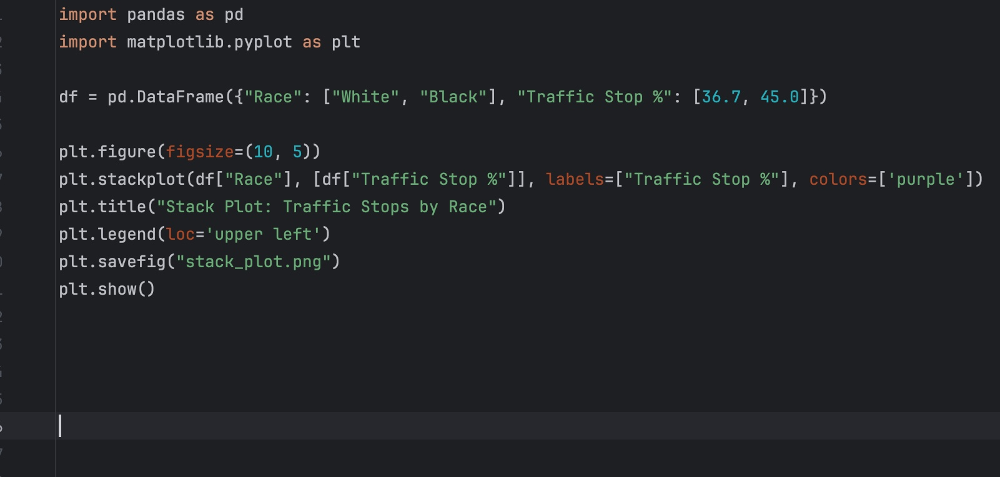 import pandas as pd
import matplotlib.pyplot as plt
df = pd.DataFrame({"Race": ["White", "Black"], "Traffic Stop %": [36.7, 45.0]})
plt.figure(figsize=(10, 5))
plt.stackplot(df["Race"], [df["Traffic Stop %"]], labels=["Traffic Stop %"], colors=['purple'])
plt.title("Stack Plot: Traffic Stops by Race")
plt.legend(loc='upper left')
plt.savefig("stack_plot.png")
plt.show()